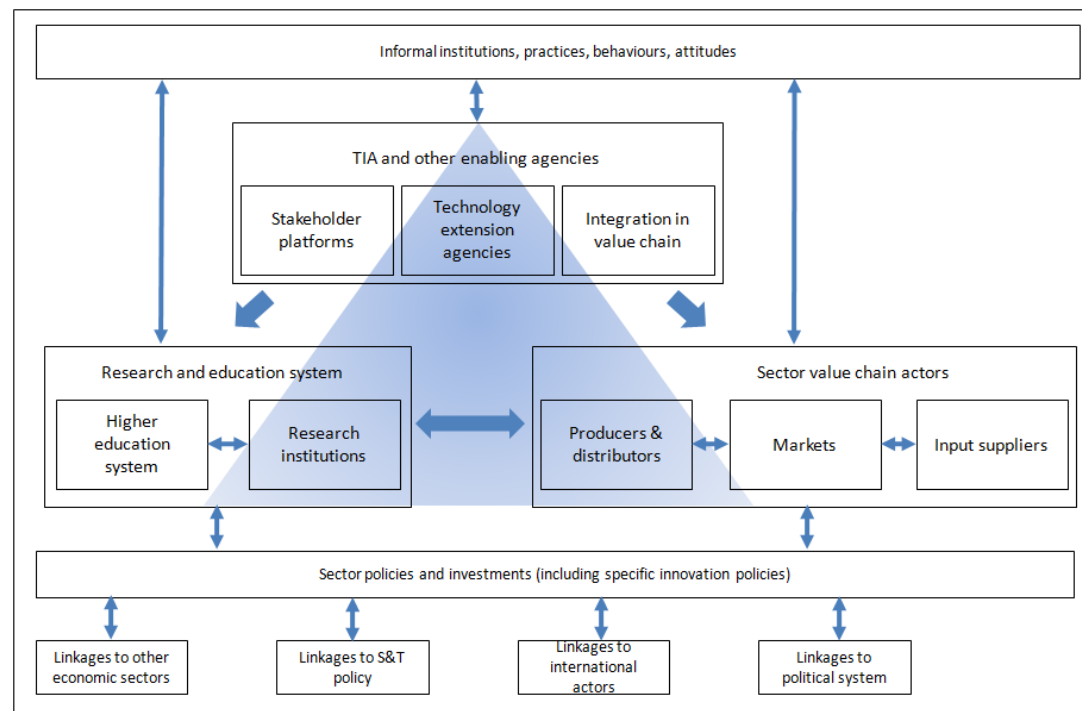 Informal institutions, practices, behaviours, attitudes
TIA and other enabling agencies
Stakeholder
platforms
Technology
extension
agencies
Integration in
value chain
Research and education system
Higher
education
system
Research
institutions
Sector value chain actors
Producers &
distributors
Markets
Input suppliers
Sector policies and investments (including specific innovation policies)
Linkages to other
economic sectors
Linkages to S&T
policy
Linkages to
international
actors
Linkages to
political system